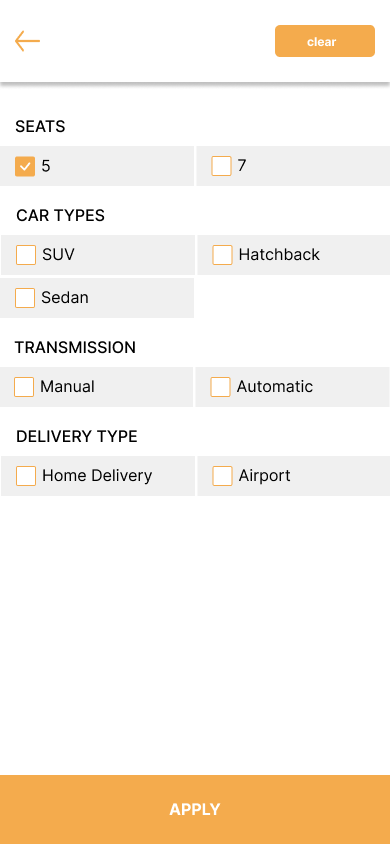 clear
SEATS
5 7
CAR TYPES
SUV Hatchback
Sedan
TRANSMISSION
Manual Automatic
DELIVERY TYPE
Home Delivery Airport
APPLY